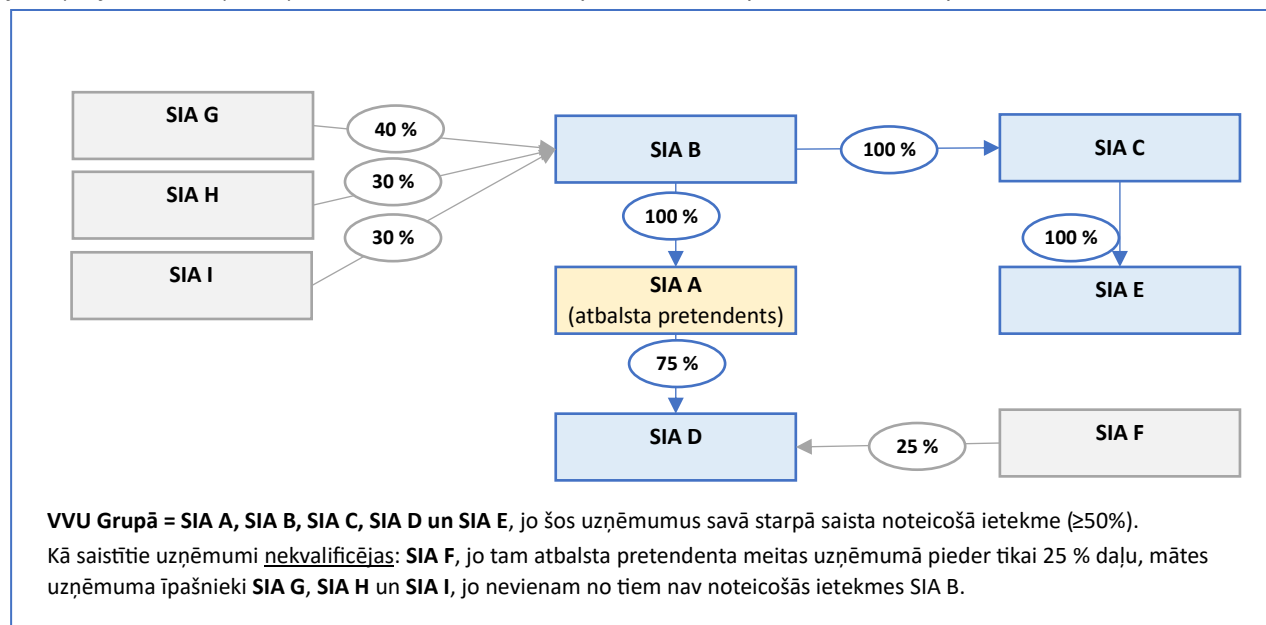 SIA G
40 %
SIA B
100 %
SIA C
SIA H
30 %
100 %
30 %
100 %
SIA I
SIA A
(atbalsta pretendents)
SIA E
75 %
SIA D
25 %
SIA F
VVU Grupā = SIA A, SIA B, SIA C, SIA D un SIA E, jo šos uzņēmumus savā starpā saista noteicošā ietekme (≥50%).
Kā saistītie uzņēmumi nekvalificējas: SIA F, jo tam atbalsta pretendenta meitas uzņēmumā pieder tikai 25 % daļu, mātes
uzņēmuma īpašnieki SIA G, SIA H un SIA I, jo nevienam no tiem nav noteicošās ietekmes SIA B.